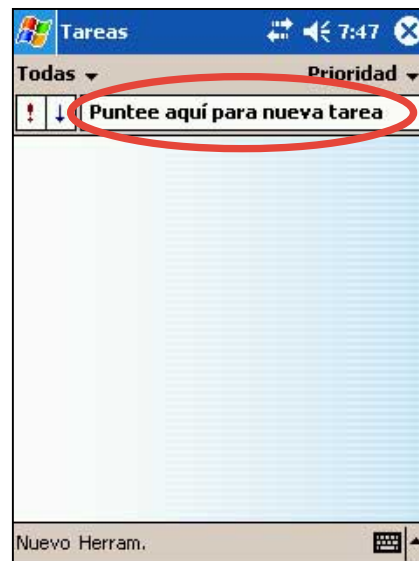 Tareas 7:47
Todas Prioridad
! ↓ Puntee aquí para nueva tarea
Nuevo Herram.